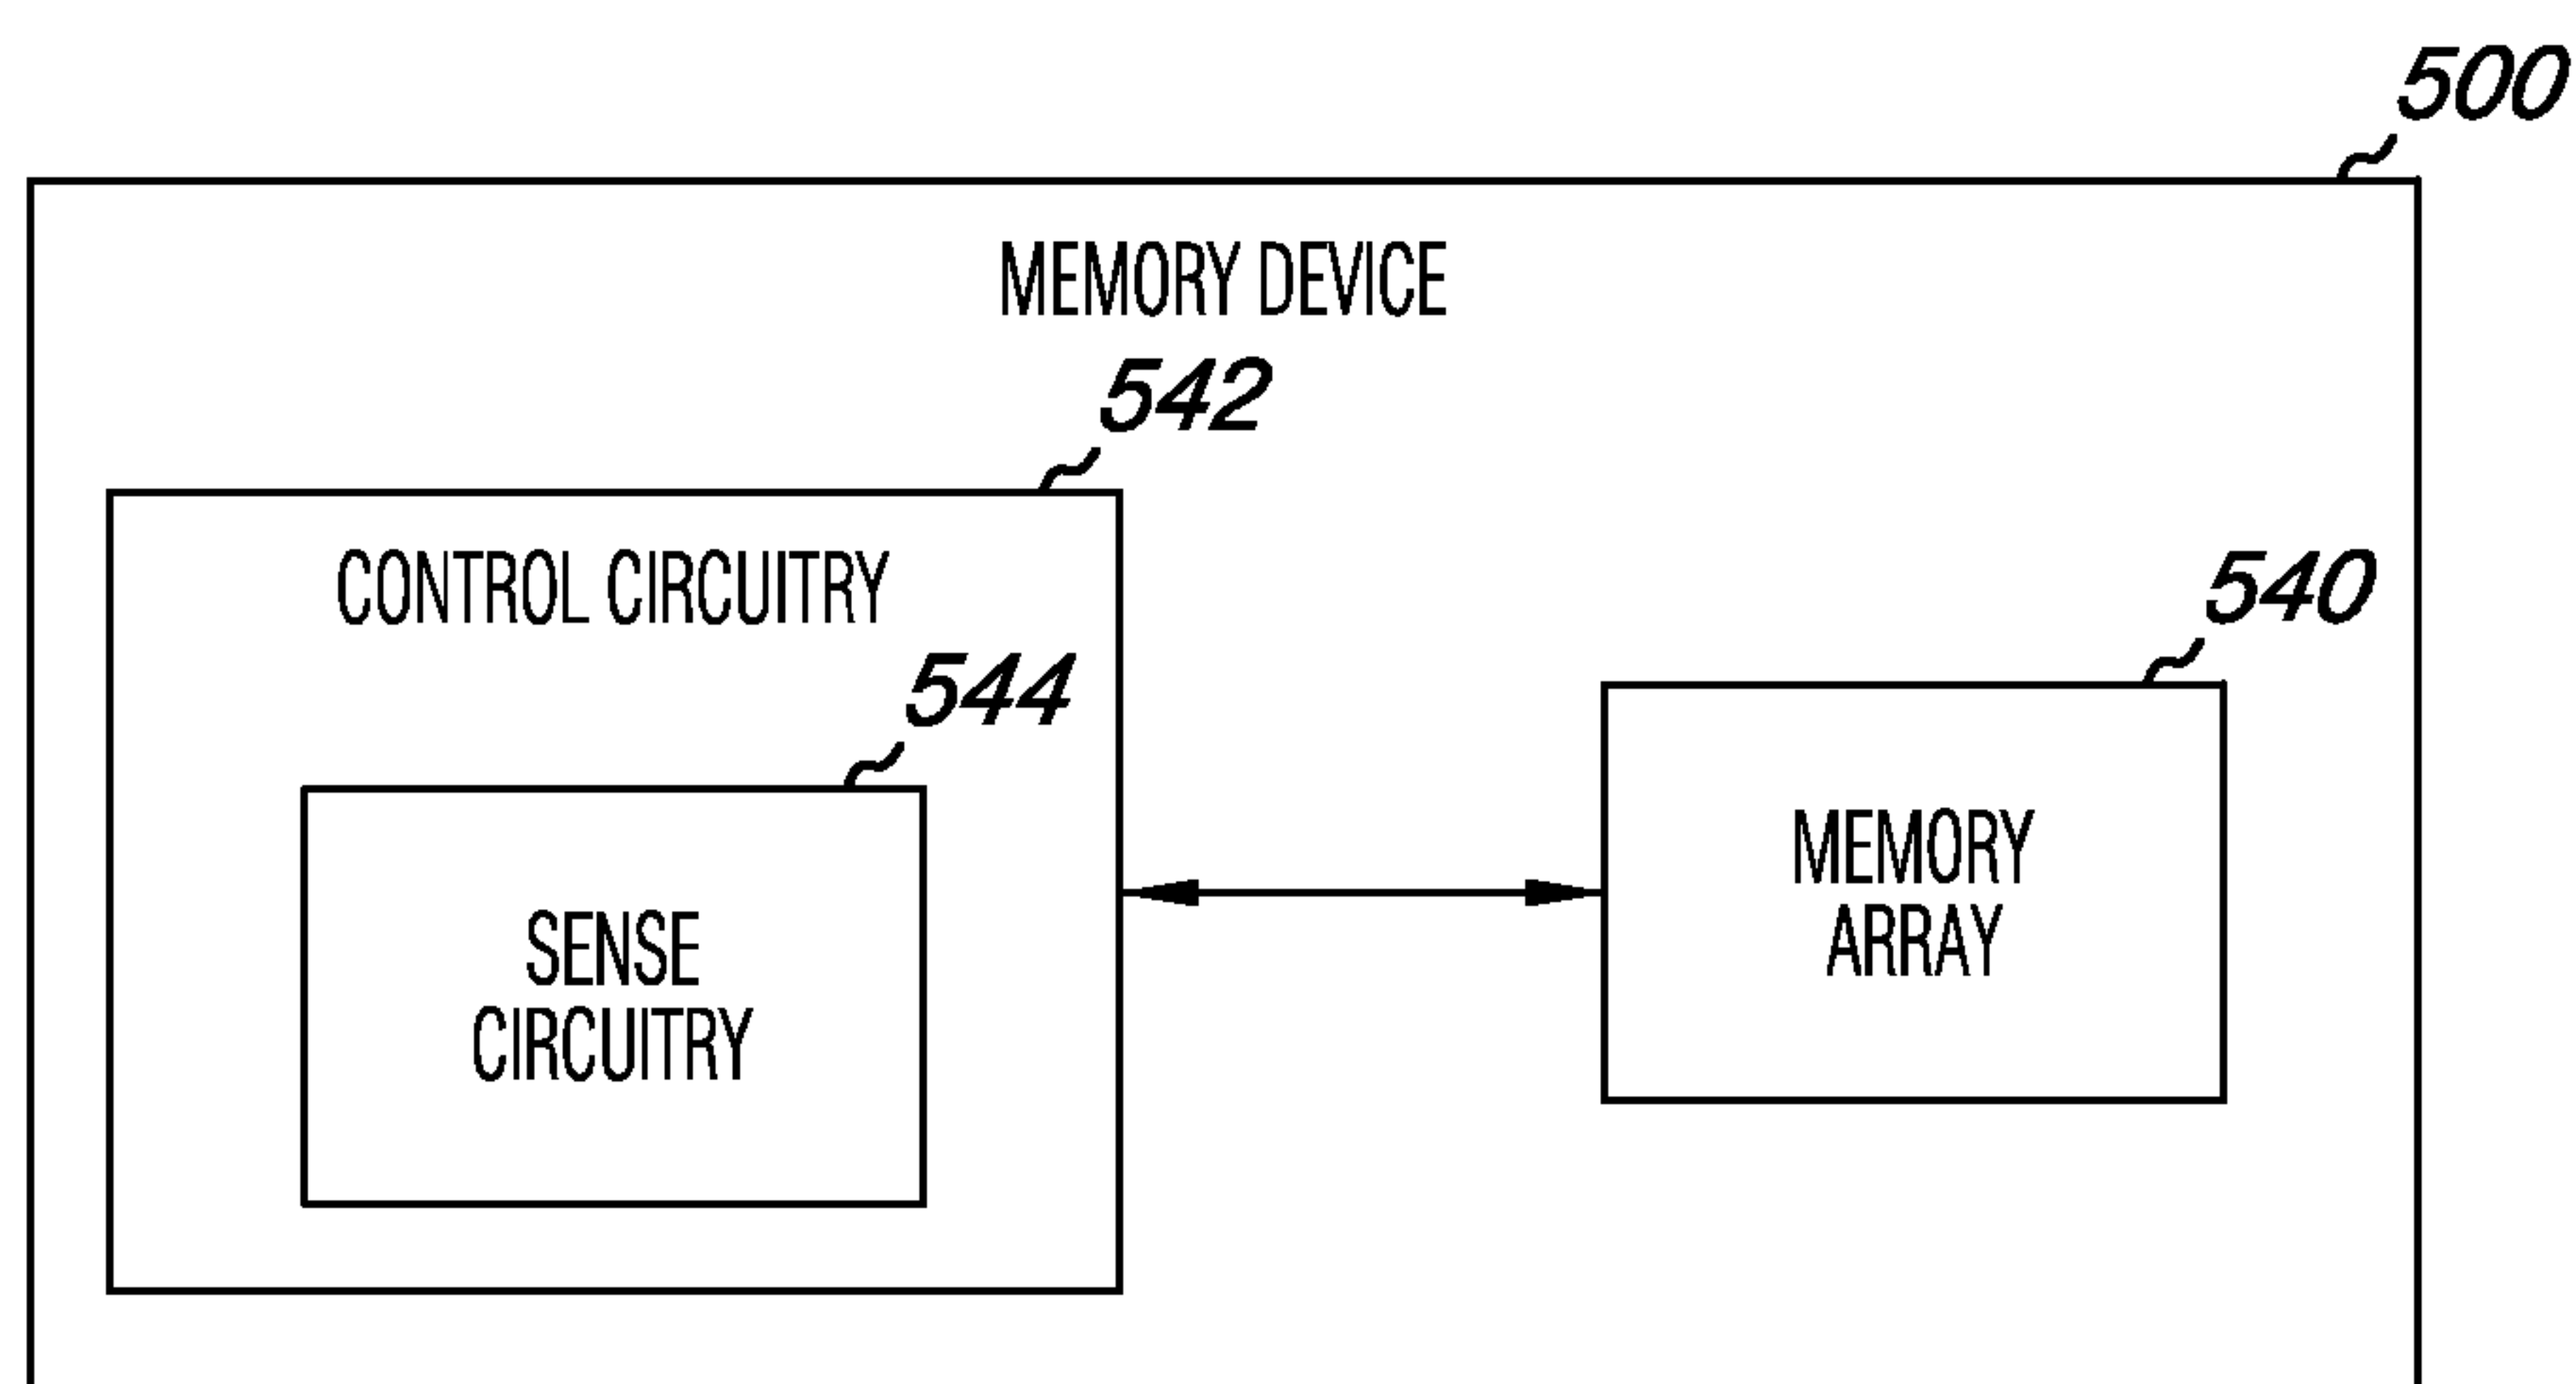 500
MEMORY DEVICE
542
CONTROL CIRCUITRY
540
544
MEMORY
ARRAY
SENSE
CIRCUITRY